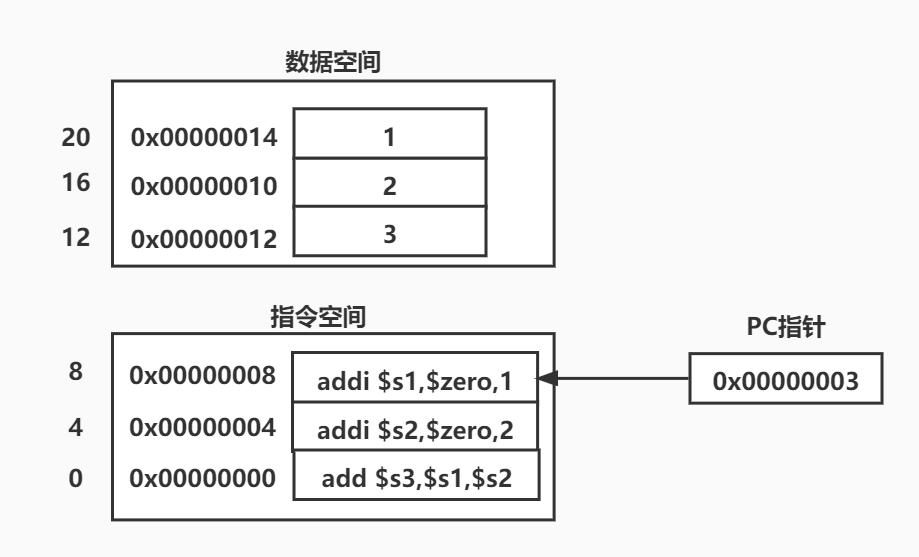 数据空间
20 0x00000014 1
16 0x00000010 2
12 0x00000012 3
指令空间
PC指针
8 0x00000008 addi $s1,$zero,1 0x00000003
4 0x00000004 addi $s2,$zero,2
0 0x00000000 add $s3,$s1,$s2